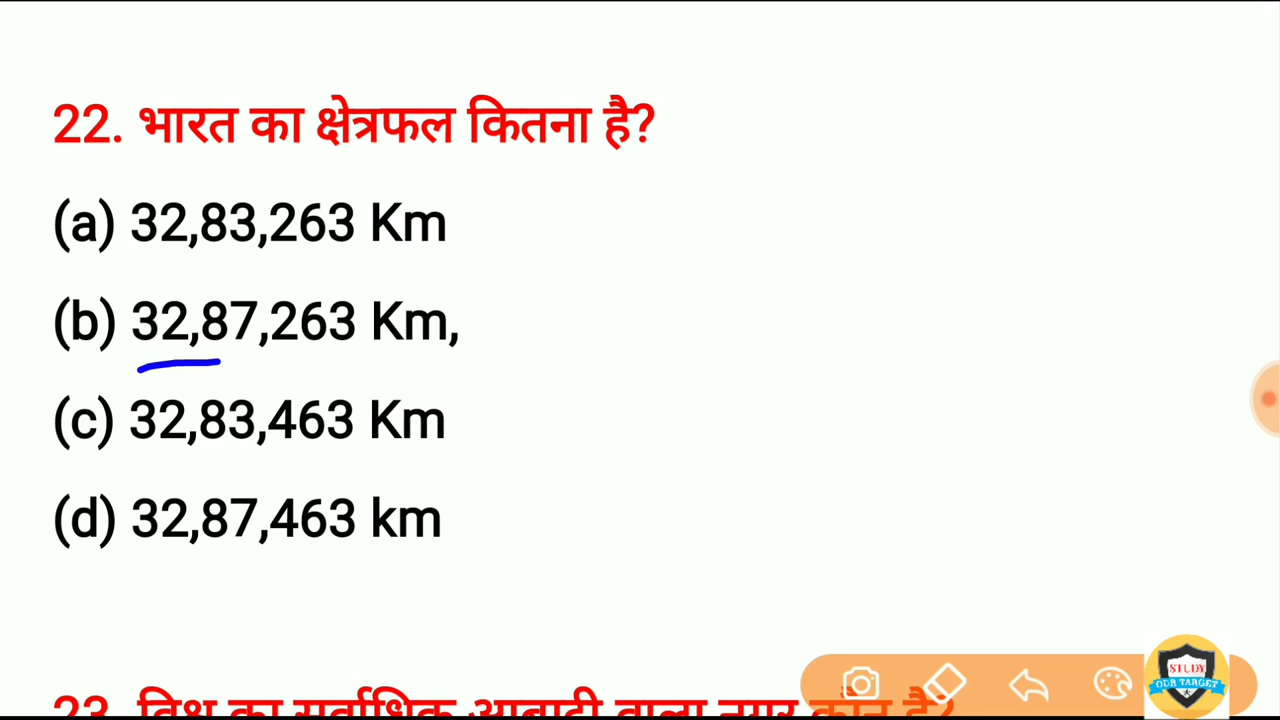 22. भारत का क्षेत्रफल कितना है?
(a) 32,83,263 Km
(b) 32,87,263 Km,
(c) 32,83,463 Km
(d) 32,87,463 km
23. विश्व का सर्वाधिक आबादी वाला नगर कौन है?
STUDY
OUR TARGET